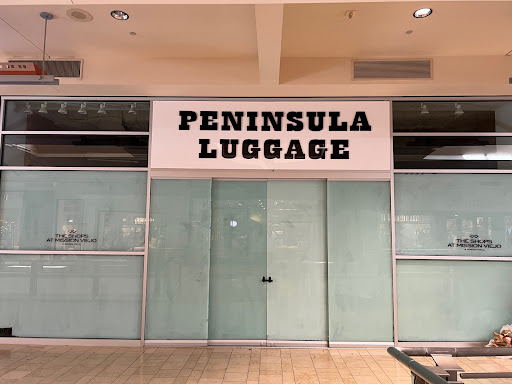 PENINSULA
LUGGAGE
THE SHOPS
AT MISSION VIEJO
THE SHOPS
AT MISSION VIEJO